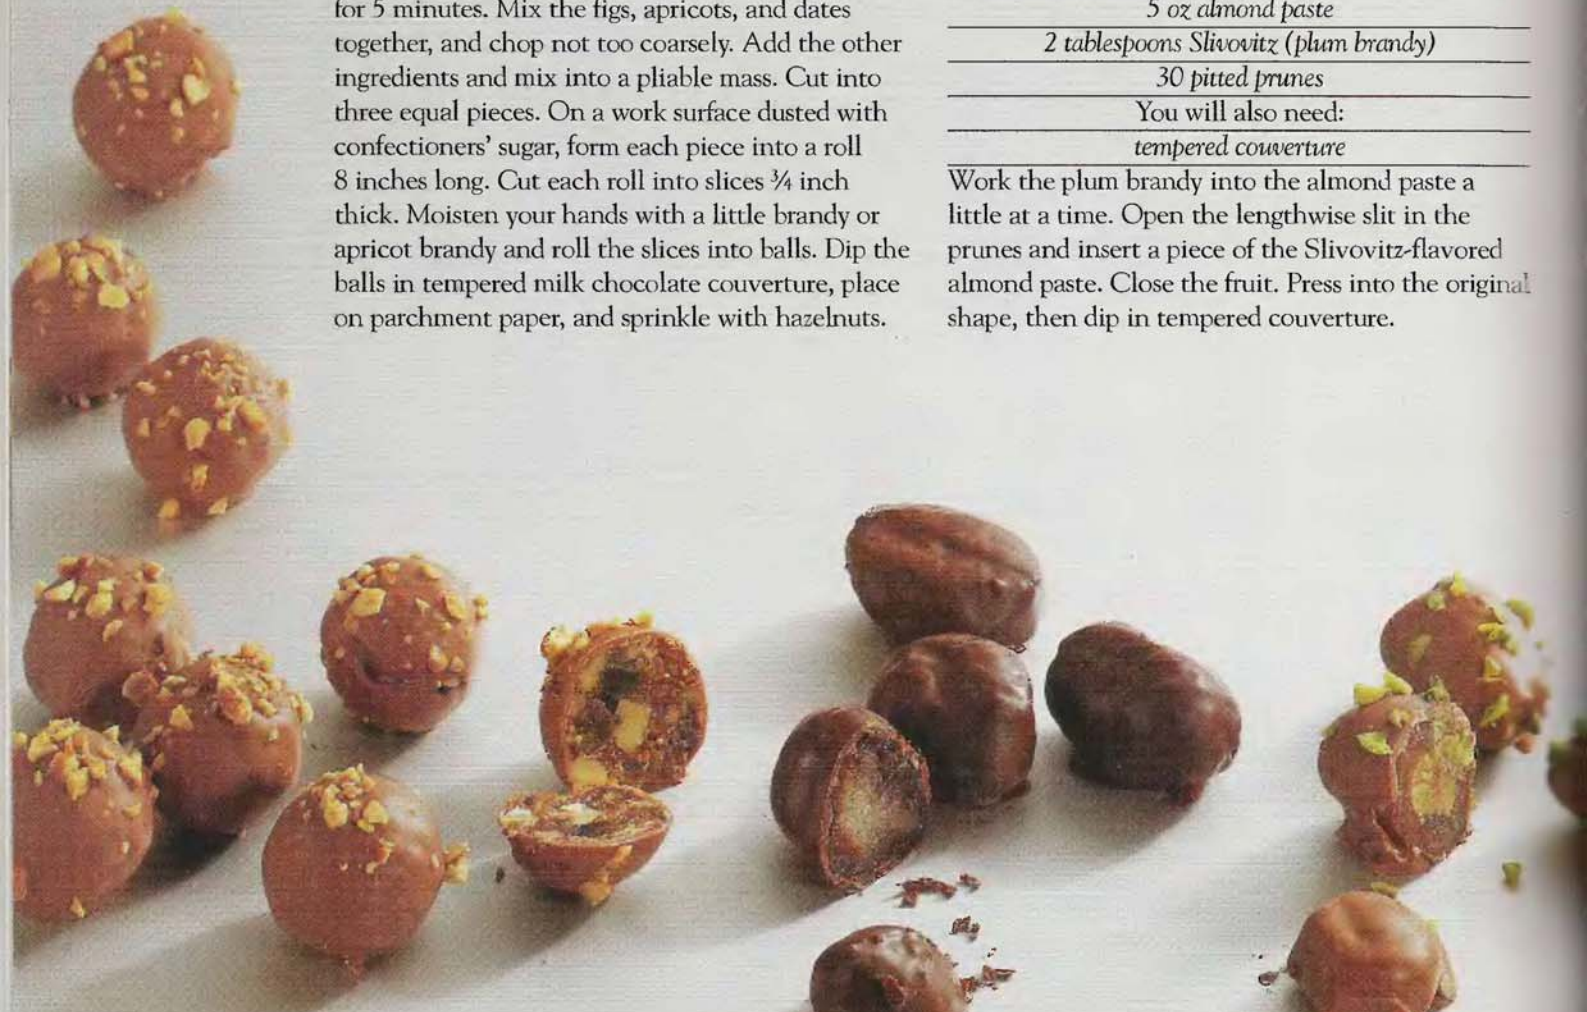 for 5 minutes. Mix the figs, apricots, and dates
together, and chop not too coarsely. Add the other
ingredients and mix into a pliable mass. Cut into
three equal pieces. On a work surface dusted with
confectioners' sugar, form each piece into a roll
8 inches long. Cut each roll into slices ¾ inch
thick. Moisten your hands with a little brandy or
apricot brandy and roll the slices into balls. Dip the
balls in tempered milk chocolate couverture, place
on parchment paper, and sprinkle with hazelnuts.
5 oz almond paste
2 tablespoons Slivovitz (plum brandy)
30 pitted prunes
You will also need:
tempered couverture
Work the plum brandy into the almond paste a
little at a time. Open the lengthwise slit in the
prunes and insert a piece of the Slivovitz-flavored
almond paste. Close the fruit. Press into the original
shape, then dip in tempered couverture.